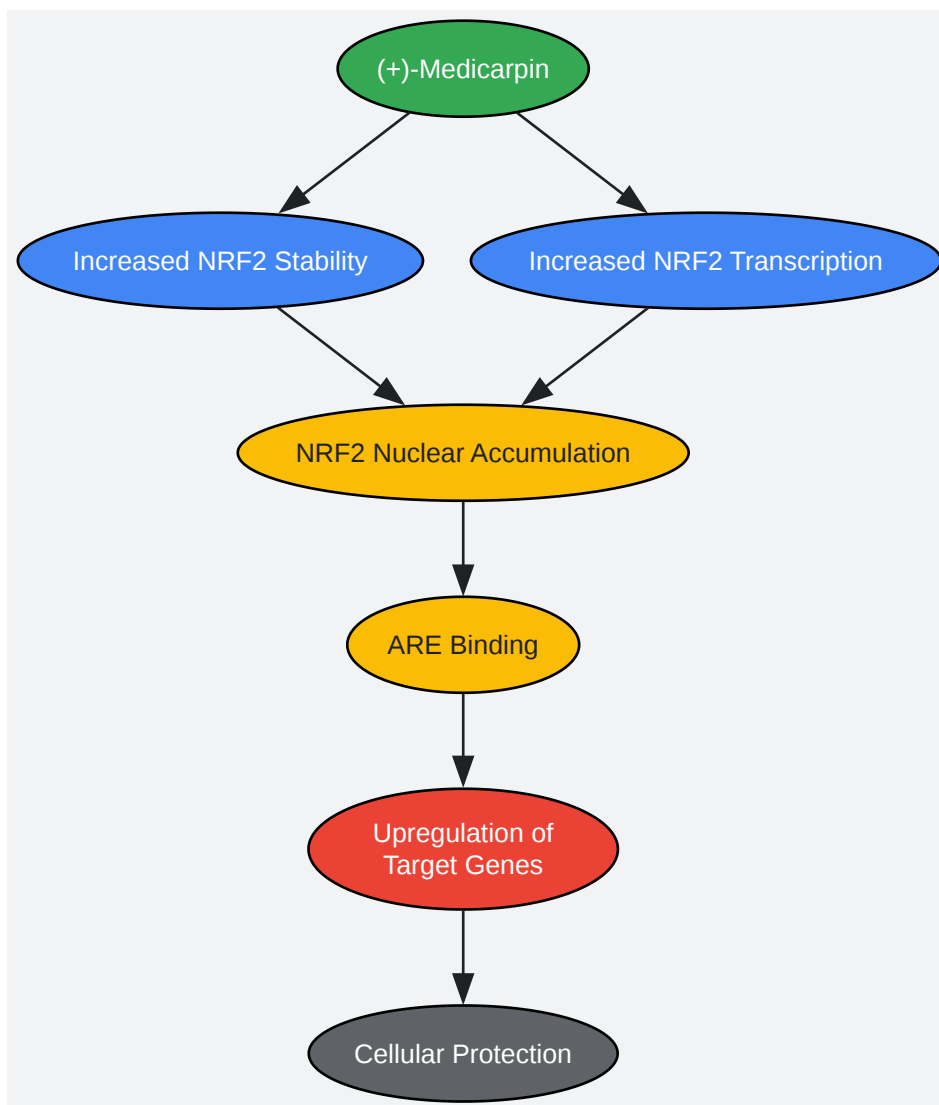 (+)-Medicarpin
Increased NRF2 Stability
Increased NRF2 Transcription
NRF2 Nuclear Accumulation
ARE Binding
Upregulation of
Target Genes
Cellular Protection